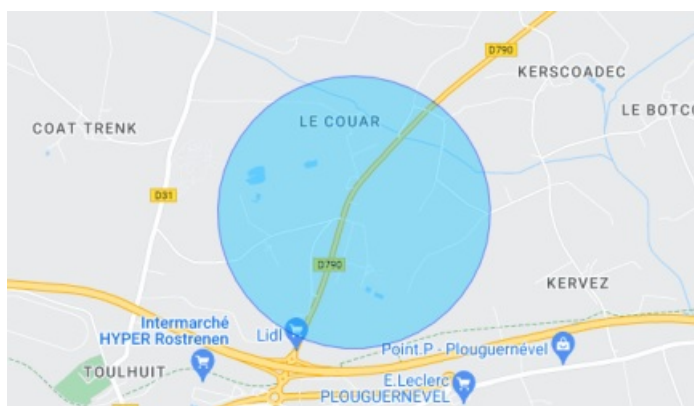 D790
KERSCOADEC
LE COUAR
LE BOTCO
COAT TRENK
D31
D790
KERVEZ
Intermarché
HYPER Rostrenen
Lidl
Point.P - Plouguernével
TOULHUIT
E.Leclerc
PLOUGUERNEVEL